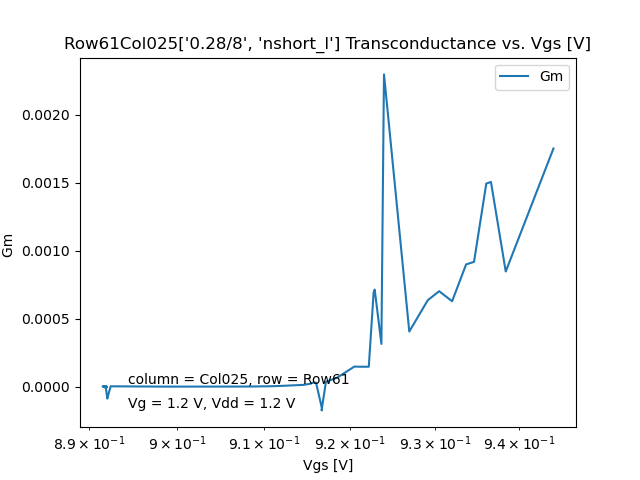 Row61Col025['0.28/8', 'nshort_l'] Transconductance vs. Vgs [V]
Gm
0.0020
0.0015
0.0010
0.0005
0.0000
Gm
column = Col025, row = Row61
Vg = 1.2 V, Vdd = 1.2 V
8.9 × 10⁻¹ 9 × 10⁻¹ 9.1 × 10⁻¹ 9.2 × 10⁻¹ 9.3 × 10⁻¹ 9.4 × 10⁻¹
Vgs [V]